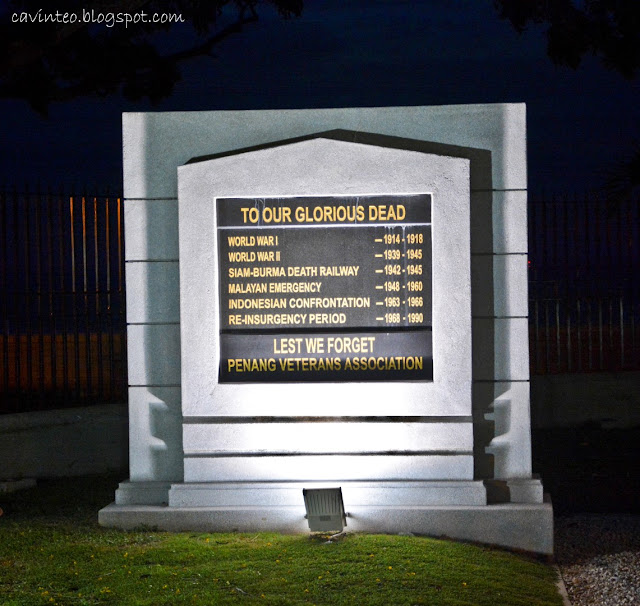 cavinteo.blogspot.com
TO OUR GLORIOUS DEAD
WORLD WAR I — 1914 - 1918
WORLD WAR II — 1939 - 1945
SIAM-BURMA DEATH RAILWAY — 1942 - 1945
MALAYAN EMERGENCY — 1948 - 1960
INDONESIAN CONFRONTATION — 1963 - 1966
RE-INSURGENCY PERIOD — 1968 - 1990
LEST WE FORGET
PENANG VETERANS ASSOCIATION